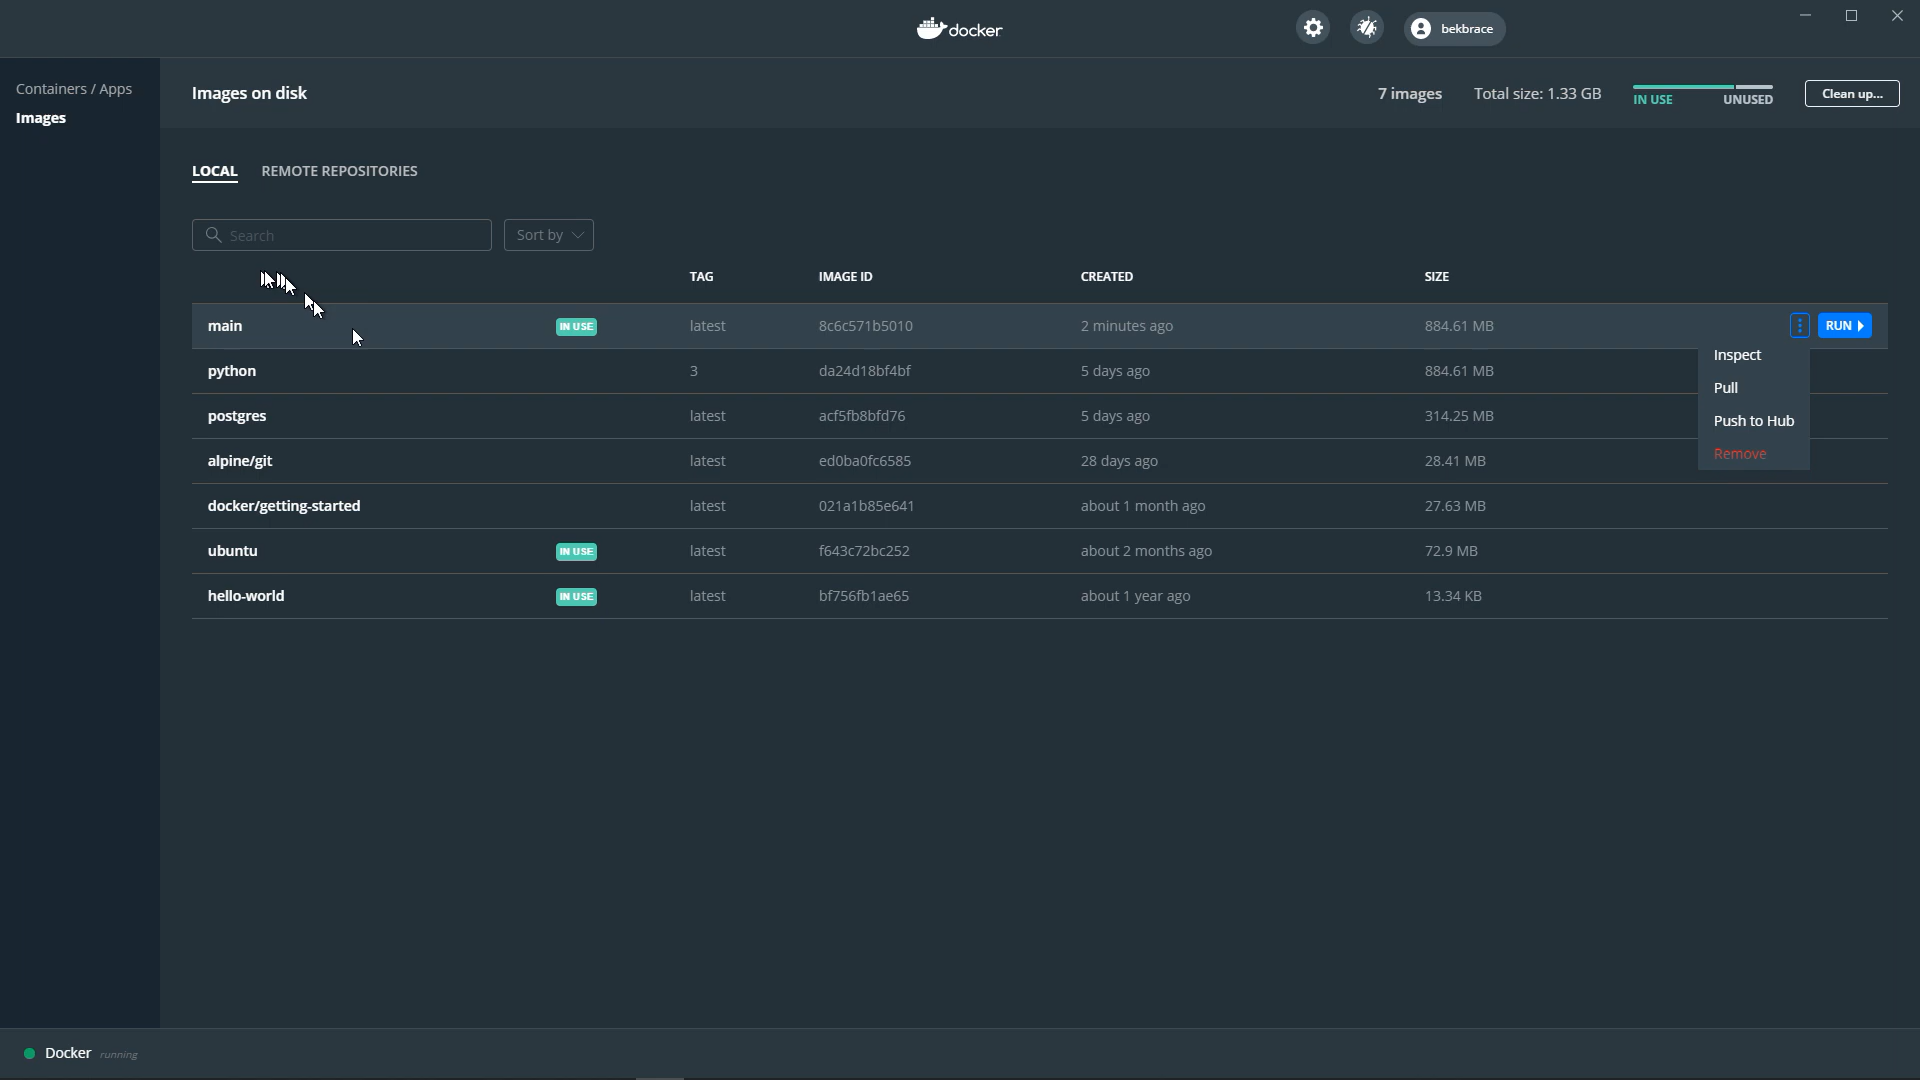 docker
bekbrace
Containers / Apps
Images
Images on disk
7 images
Total size: 1.33 GB
IN USE
UNUSED
Clean up...
LOCAL
REMOTE REPOSITORIES
Search
Sort by
TAG
IMAGE ID
CREATED
SIZE
main
IN USE
latest
8c6c571b5010
2 minutes ago
884.61 MB
RUN
python
3
da24d18bf4bf
5 days ago
884.61 MB
postgres
latest
acf5fb8bfd76
5 days ago
314.25 MB
alpine/git
latest
ed0ba0fc6585
28 days ago
28.41 MB
docker/getting-started
latest
021a1b85e641
about 1 month ago
27.63 MB
ubuntu
IN USE
latest
f643c72bc252
about 2 months ago
72.9 MB
hello-world
IN USE
latest
bf756fb1ae65
about 1 year ago
13.34 KB
Inspect
Pull
Push to Hub
Remove
Docker running